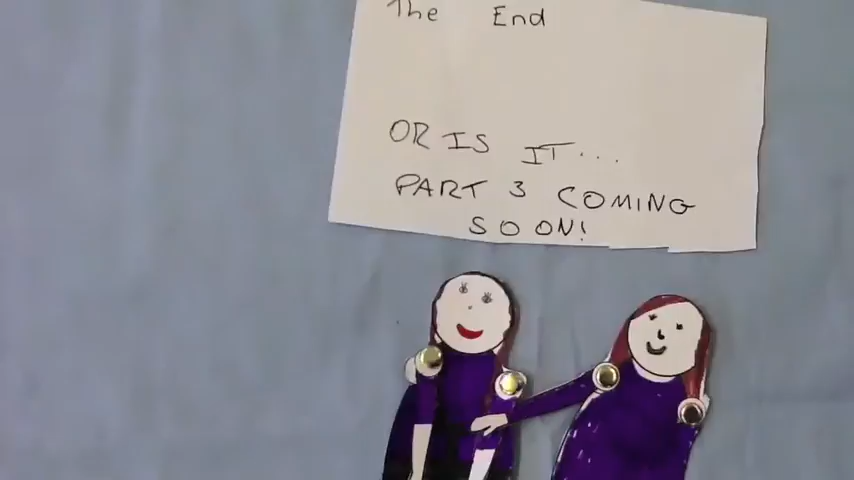 The End
OR IS IT...
PART 3 COMING
SOON!